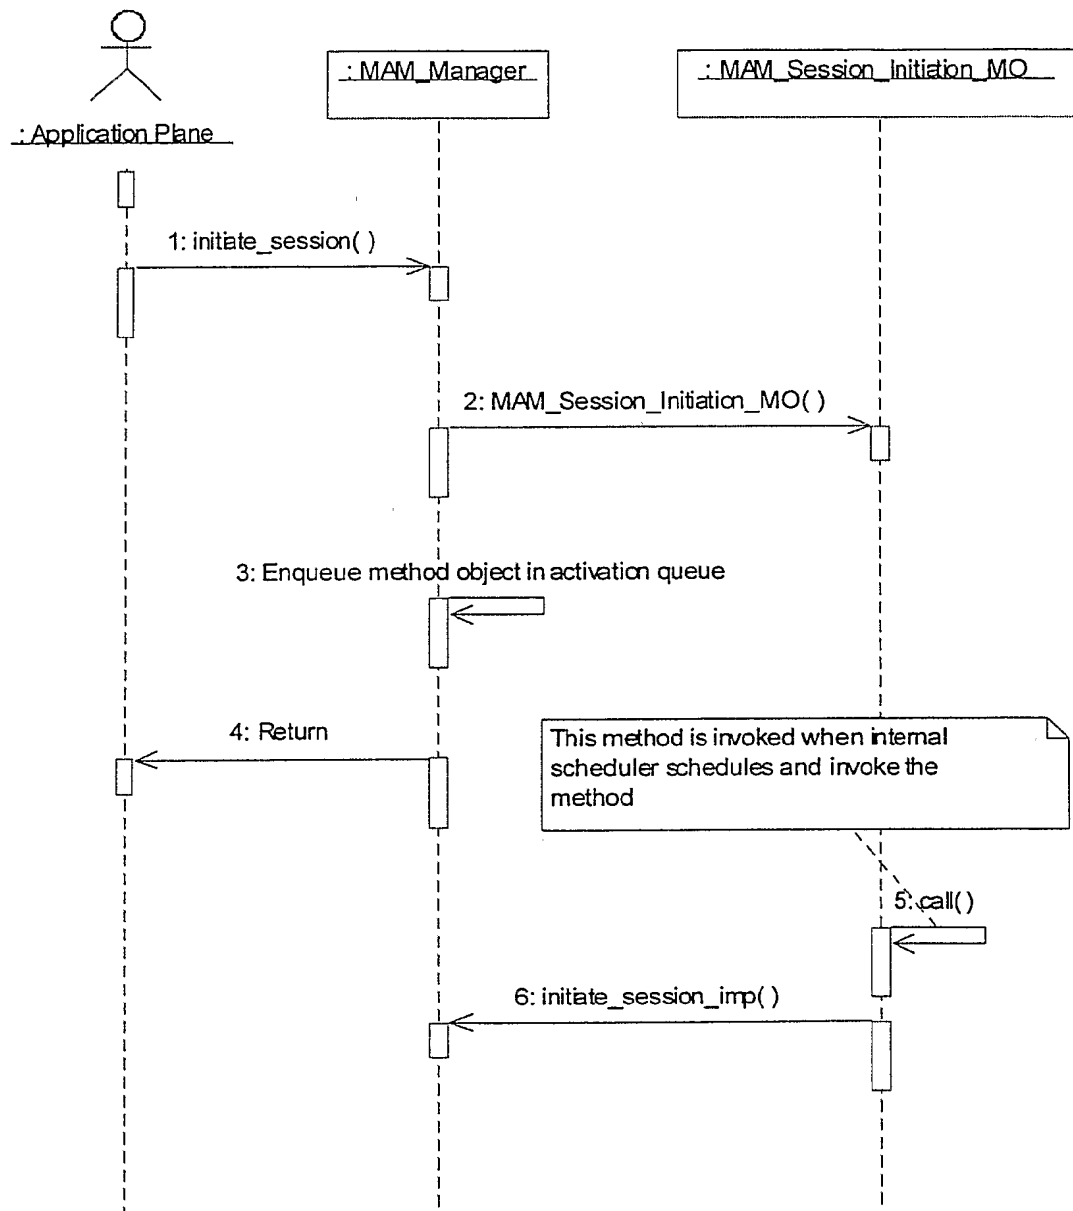 : Application Plane
: MAM_Manager
: MAM_Session_Initiation_MO
1: initiate_session( )
2: MAM_Session_Initiation_MO( )
3: Enqueue method object in activation queue
4: Return
This method is invoked when internal
scheduler schedules and invoke the
method
5: call( )
6: initiate_session_imp( )